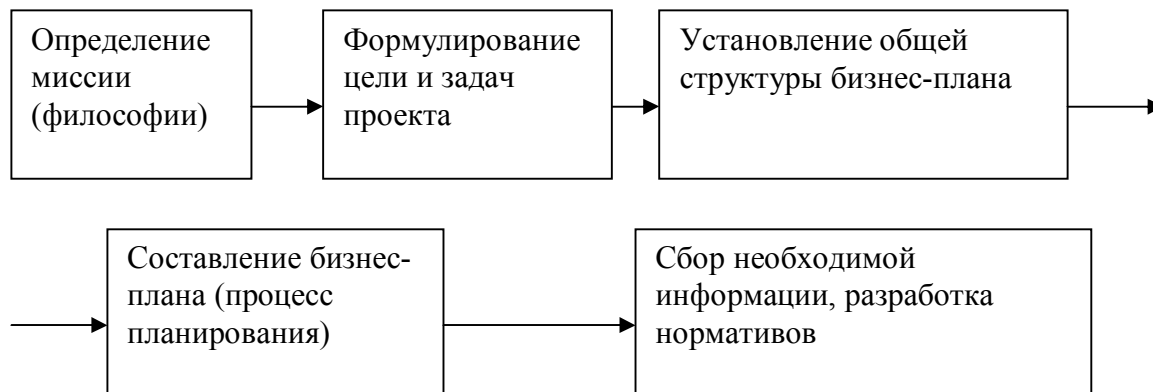 Определение
миссии
(философии)
Формулирование
цели и задач
проекта
Установление общей
структуры бизнес-плана
Составление бизнес-
плана (процесс
планирования)
Сбор необходимой
информации, разработка
нормативов